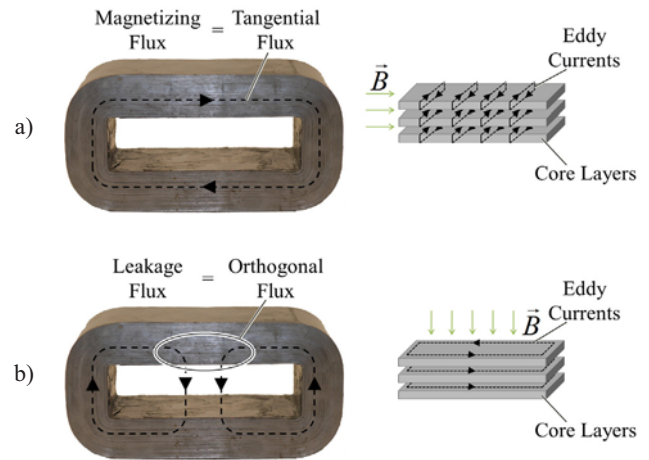 Magnetizing = Tangential
Flux Flux
Eddy
Currents
B
a)
Core Layers
Leakage = Orthogonal
Flux Flux
Eddy
Currents
B
b)
Core Layers